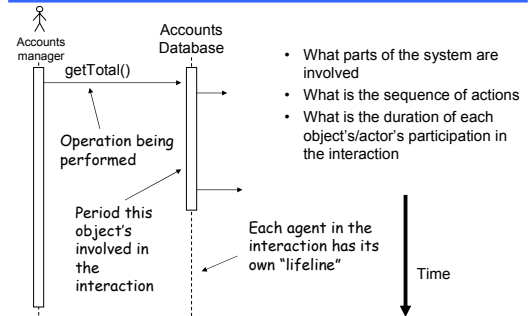 Accounts
manager
Accounts
Database
getTotal()
Operation being
performed
Period this
object's
involved in
the
interaction
Each agent in the
interaction has its
own "lifeline"
• What parts of the system are
involved
• What is the sequence of actions
• What is the duration of each
object's/actor's participation in
the interaction
Time